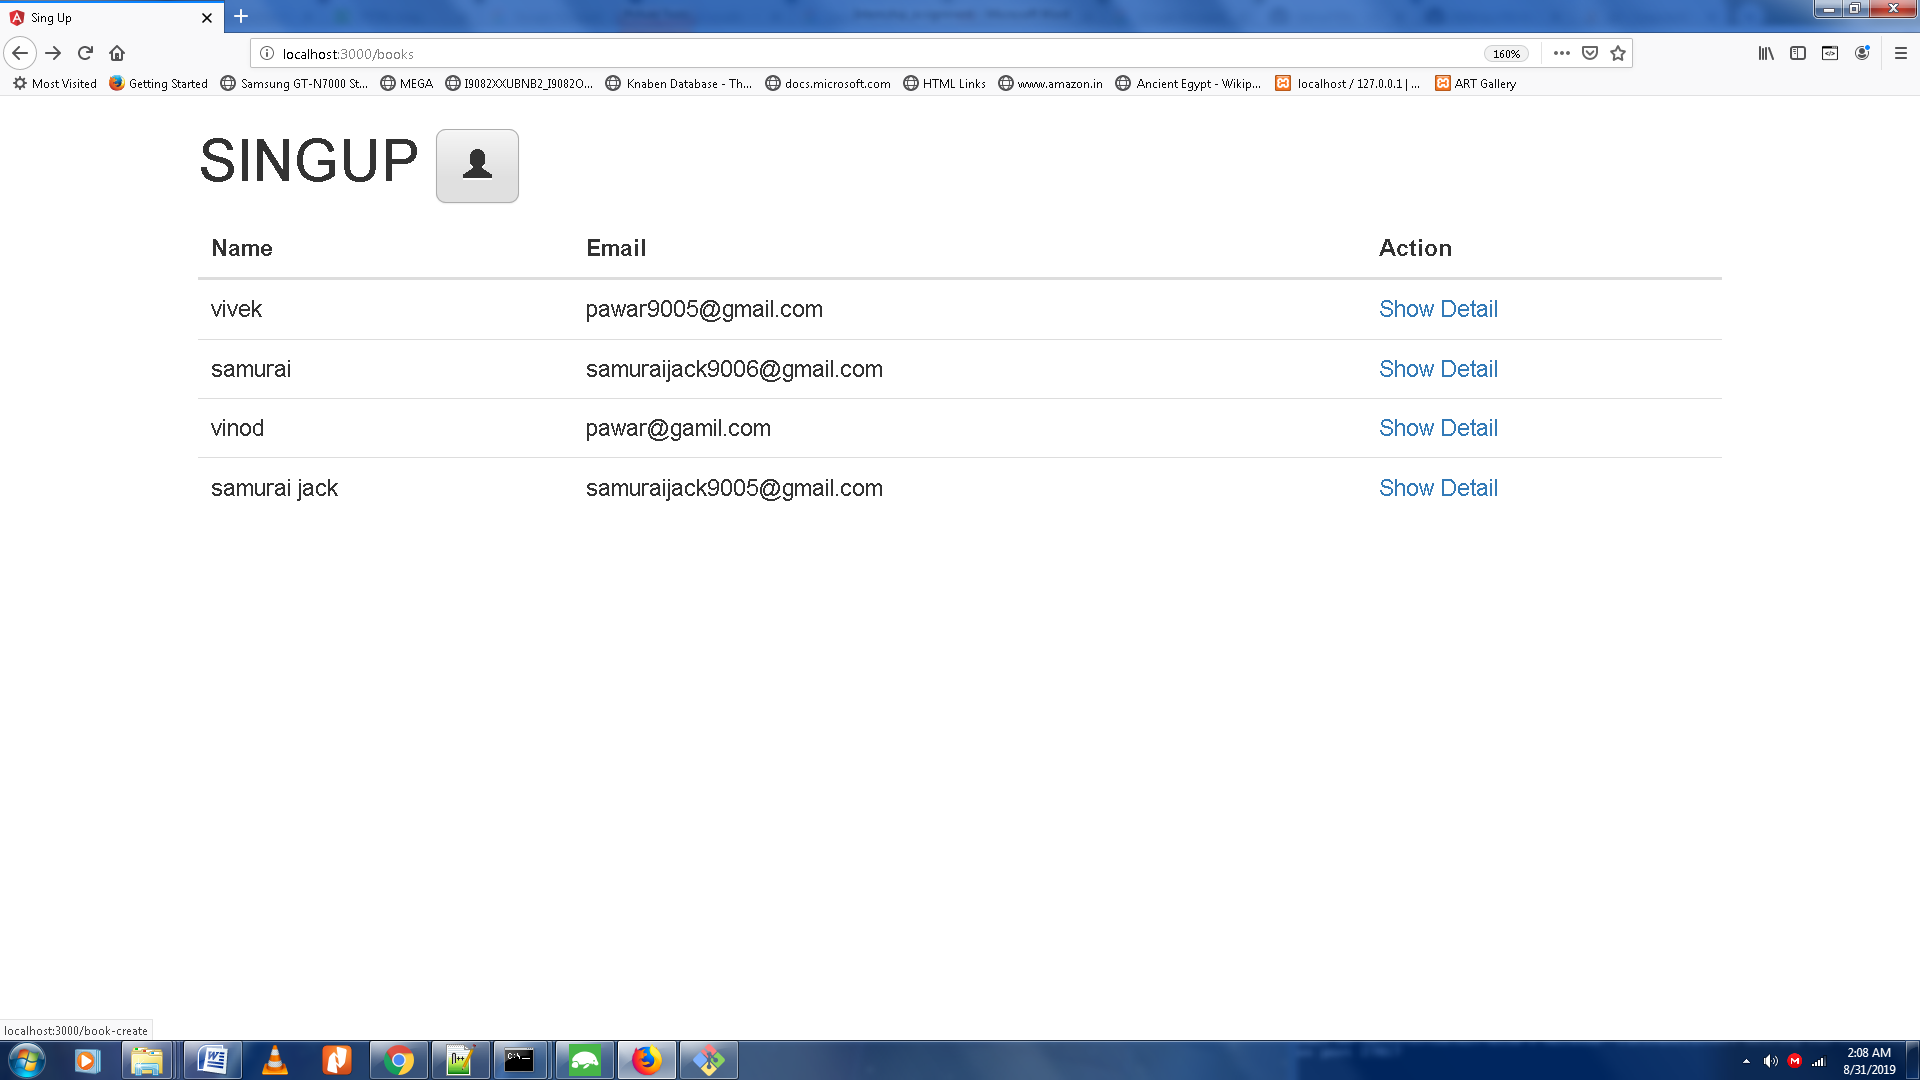 Sing Up
localhost:3000/books
160%
Most Visited Getting Started Samsung GT-N7000 St... MEGA I9082XXUBNB2_I9082O... Knaben Database - Th... docs.microsoft.com HTML Links www.amazon.in Ancient Egypt - Wikip... localhost / 127.0.0.1 | ... ART Gallery
SINGUP
Name Email Action
vivek pawar9005@gmail.com Show Detail
samurai samuraijack9006@gmail.com Show Detail
vinod pawar@gamil.com Show Detail
samurai jack samuraijack9005@gmail.com Show Detail
localhost:3000/book-create
2:08 AM
8/31/2019